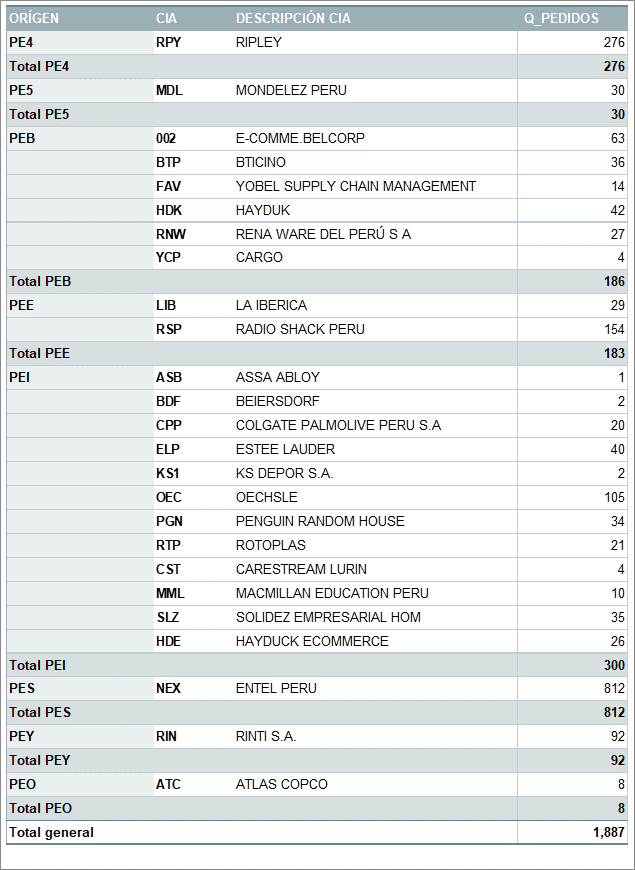 ORÍGEN CIA DESCRIPCIÓN CIA Q_PEDIDOS
PE4 RPY RIPLEY 276
Total PE4 276
PE5 MDL MONDELEZ PERU 30
Total PE5 30
PEB 002 E-COMME.BELCORP 63
BTP BTICINO 36
FAV YOBEL SUPPLY CHAIN MANAGEMENT 14
HDK HAYDUK 42
RNW RENA WARE DEL PERÚ S A 27
YCP CARGO 4
Total PEB 186
PEE LIB LA IBERICA 29
RSP RADIO SHACK PERU 154
Total PEE 183
PEI ASB ASSA ABLOY 1
BDF BEIERSDORF 2
CPP COLGATE PALMOLIVE PERU S.A 20
ELP ESTEE LAUDER 40
KS1 KS DEPOR S.A. 2
OEC OECHSLE 105
PGN PENGUIN RANDOM HOUSE 34
RTP ROTOPLAS 21
CST CARESTREAM LURIN 4
MML MACMILLAN EDUCATION PERU 10
SLZ SOLIDEZ EMPRESARIAL HOM 35
HDE HAYDUCK ECOMMERCE 26
Total PEI 300
PES NEX ENTEL PERU 812
Total PES 812
PEY RIN RINTI S.A. 92
Total PEY 92
PEO ATC ATLAS COPCO 8
Total PEO 8
Total general 1,887